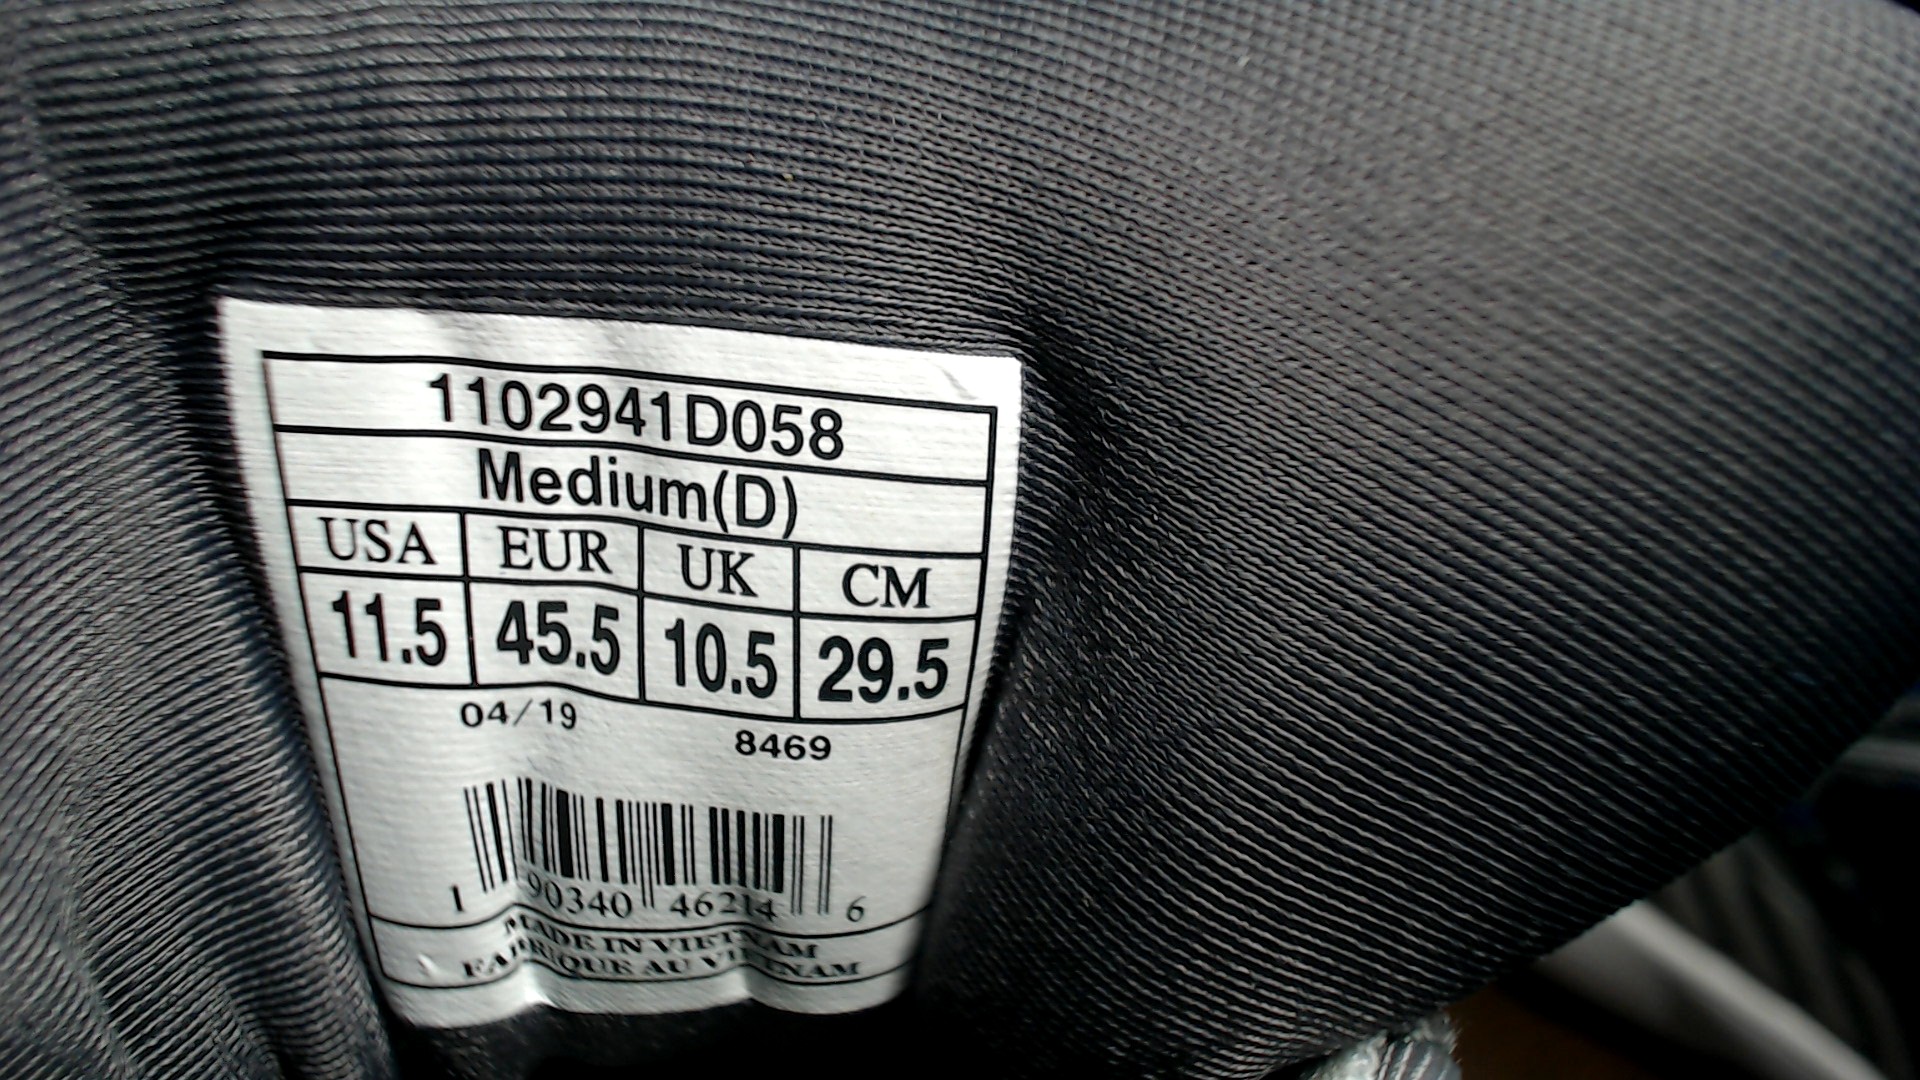 1102941D058
Medium(D)
USA EUR UK CM
11.5 45.5 10.5 29.5
04/19
8469
1 90340 46214 6
MADE IN VIETNAM
FABRIQUE AU VIETNAM